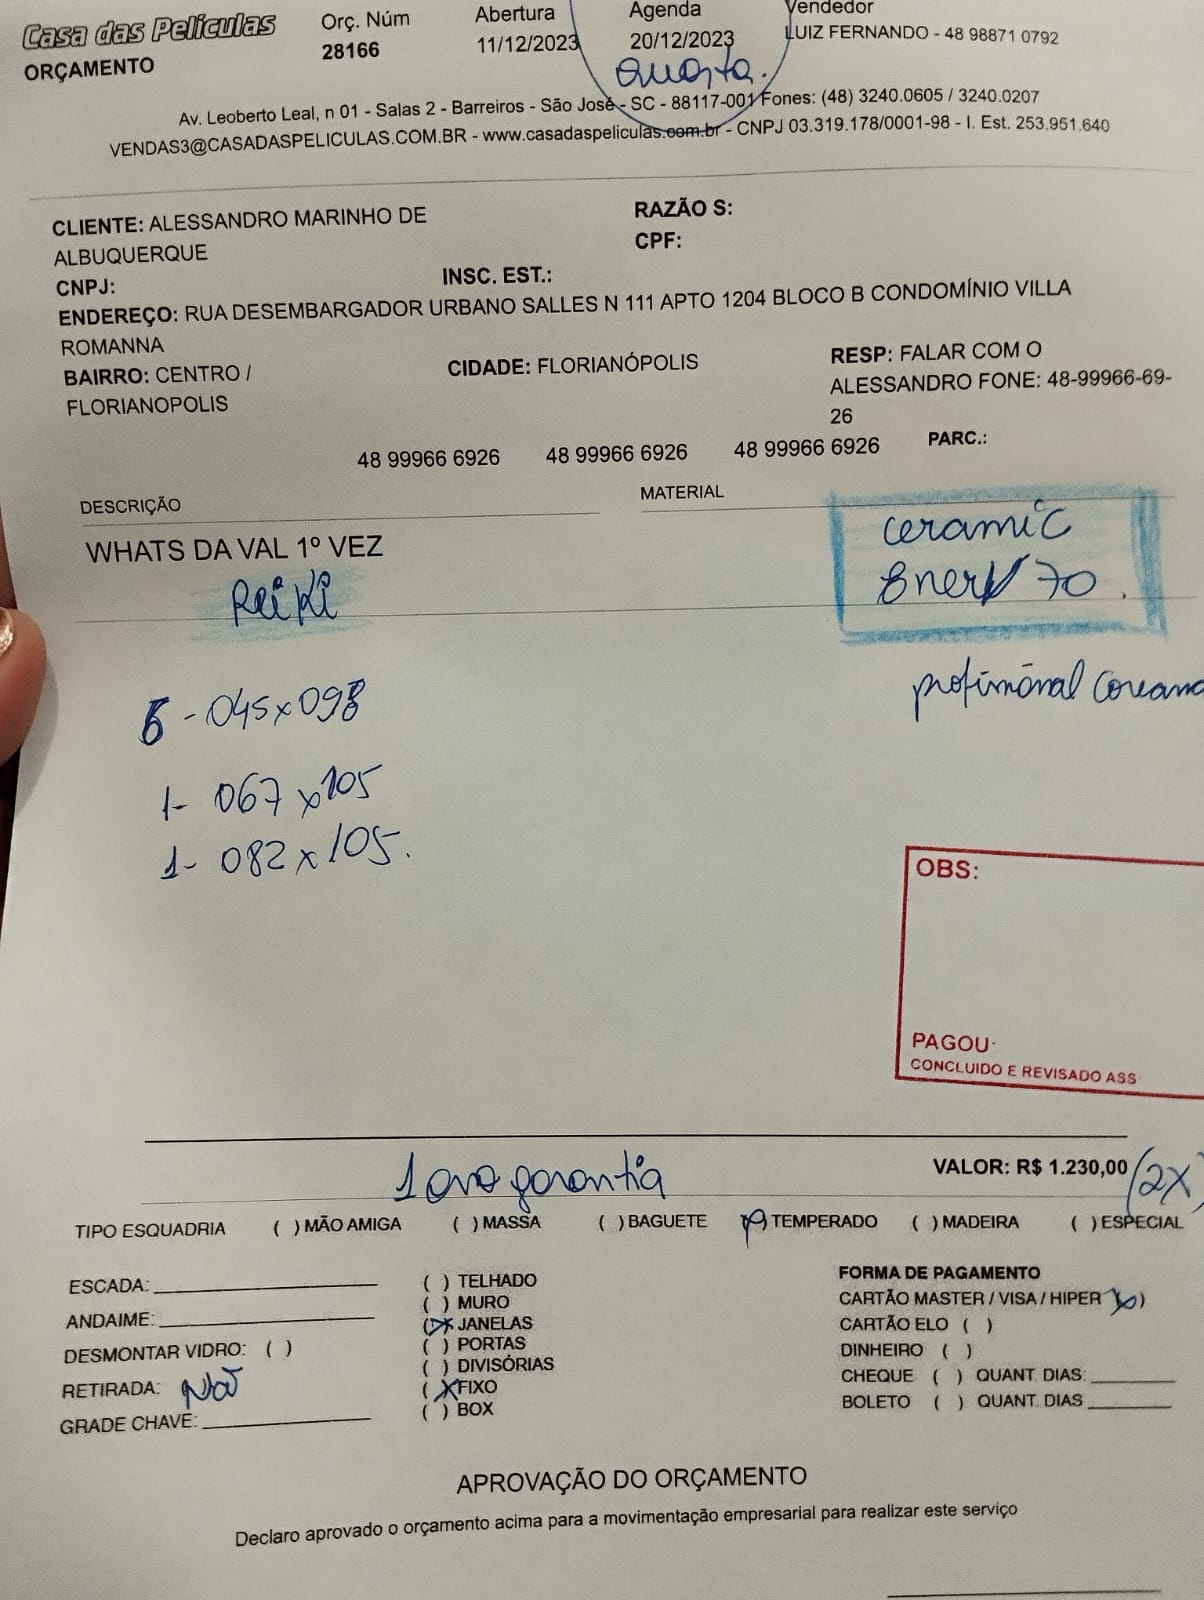 Casa das Películas
ORÇAMENTO
Orç. Núm
28166
Abertura
11/12/2023
Agenda
20/12/2023
Quarta.
Vendedor
LUIZ FERNANDO - 48 98871 0792
Av. Leoberto Leal, n 01 - Salas 2 - Barreiros - São José - SC - 88117-001 Fones: (48) 3240.0605 / 3240.0207
VENDAS3@CASADASPELICULAS.COM.BR - www.casadaspeliculas.com.br - CNPJ 03.319.178/0001-98 - I. Est. 253.951.640
CLIENTE: ALESSANDRO MARINHO DE
ALBUQUERQUE
RAZÃO S:
CPF:
CNPJ:
INSC. EST.:
ENDEREÇO: RUA DESEMBARGADOR URBANO SALLES N 111 APTO 1204 BLOCO B CONDOMÍNIO VILLA
ROMANNA
BAIRRO: CENTRO /
FLORIANOPOLIS
CIDADE: FLORIANÓPOLIS
RESP: FALAR COM O
ALESSANDRO FONE: 48-99966-69-
26
48 99966 6926 48 99966 6926 48 99966 6926 PARC.:
DESCRIÇÃO
MATERIAL
WHATS DA VAL 1º VEZ
Reiki
ceramic
70.
coreana
045x098
1- 067x105
1- 082x105.
OBS:
PAGOU:
CONCLUIDO E REVISADO ASS
1 ano garantia
VALOR: R$ 1.230,00 (2X)
TIPO ESQUADRIA ( ) MÃO AMIGA ( ) MASSA ( ) BAGUETE TEMPERADO ( ) MADEIRA ( ) ESPECIAL
ESCADA:
ANDAIME:
DESMONTAR VIDRO: ( )
RETIRADA: Não
GRADE CHAVE:
( ) TELHADO
( ) MURO
(X JANELAS
( ) PORTAS
( ) DIVISÓRIAS
(X FIXO
( ) BOX
FORMA DE PAGAMENTO
CARTÃO MASTER / VISA / HIPER X)
CARTÃO ELO ( )
DINHEIRO ( )
CHEQUE ( ) QUANT. DIAS:
BOLETO ( ) QUANT. DIAS
APROVAÇÃO DO ORÇAMENTO
Declaro aprovado o orçamento acima para a movimentação empresarial para realizar este serviço